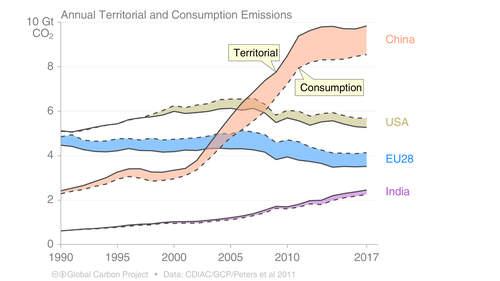 Annual Territorial and Consumption Emissions
10 Gt
CO2
8
6
4
2
0
Territorial
Consumption
China
USA
EU28
India
1990
1995
2000
2005
2010
2017
Global Carbon Project • Data: CDIAC/GCP/Peters et al 2011